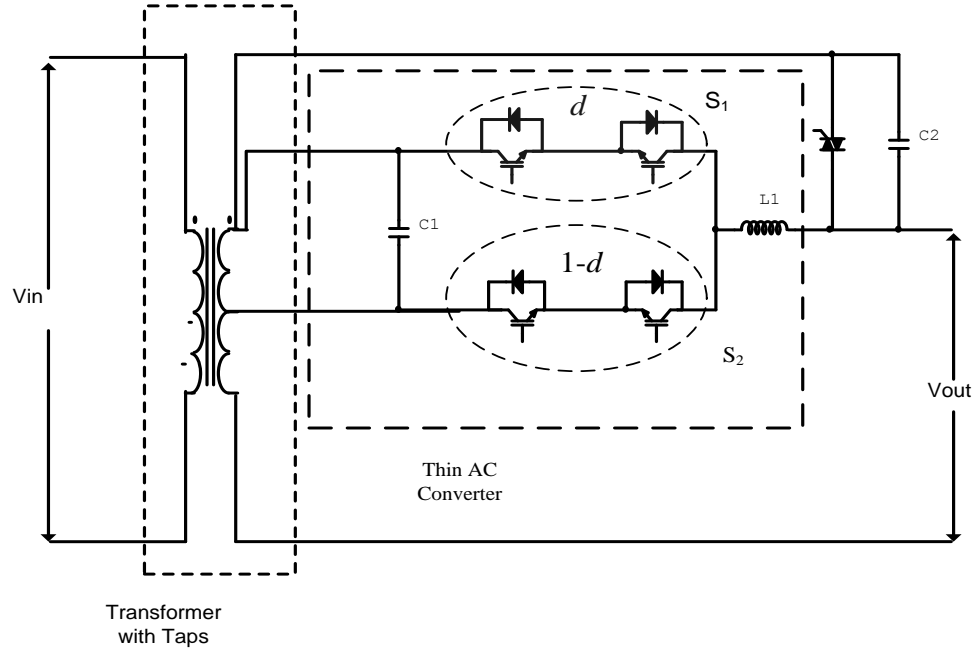 d
S1
C2
L1
C1
1-d
Vin
S2
Vout
Thin AC
Converter
Transformer
with Taps